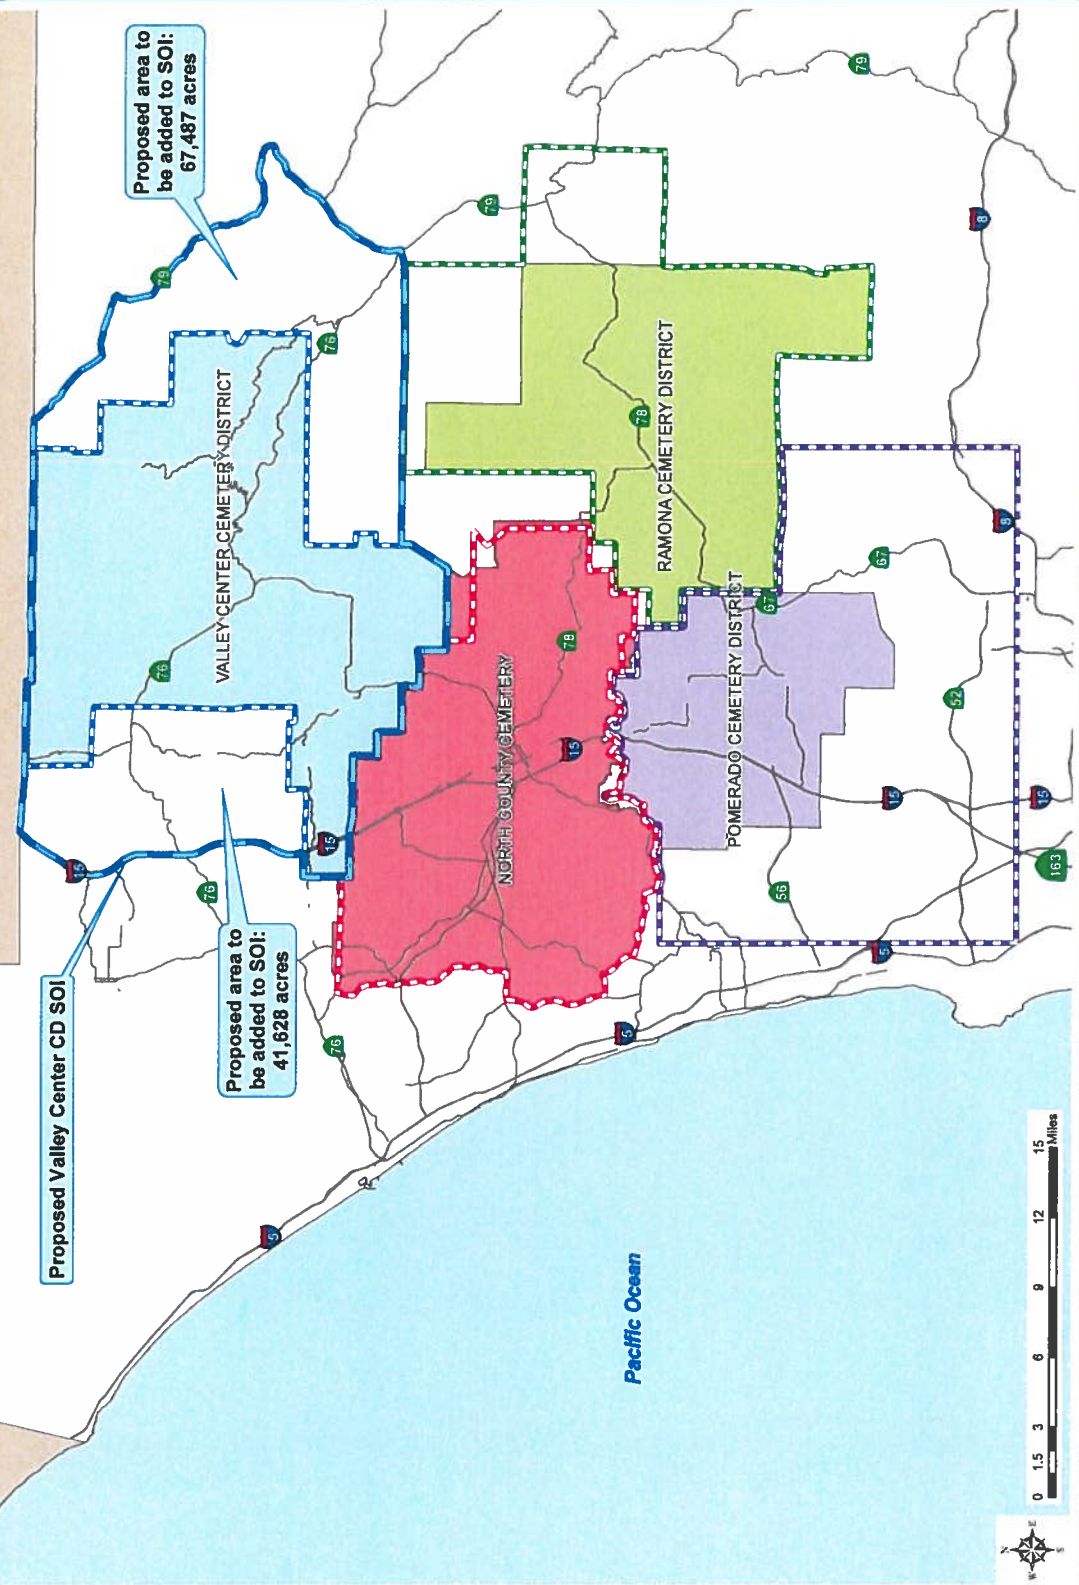 Proposed area to
be added to SOI:
67,487 acres
Proposed Valley Center CD SOI
Proposed area to
be added to SOI:
41,628 acres
VALLEY CENTER CEMETERY DISTRICT
NORTH COUNTY CEMETERY
RAMONA CEMETERY DISTRICT
POMERADO CEMETERY DISTRICT
Pacific Ocean
79
79
79
76
76
76
76
15
15
15
15
15
78
78
67
67
52
56
163
5
5
5
8
8
0 1.5 3 6 9 12 15
Miles
N
W E
S